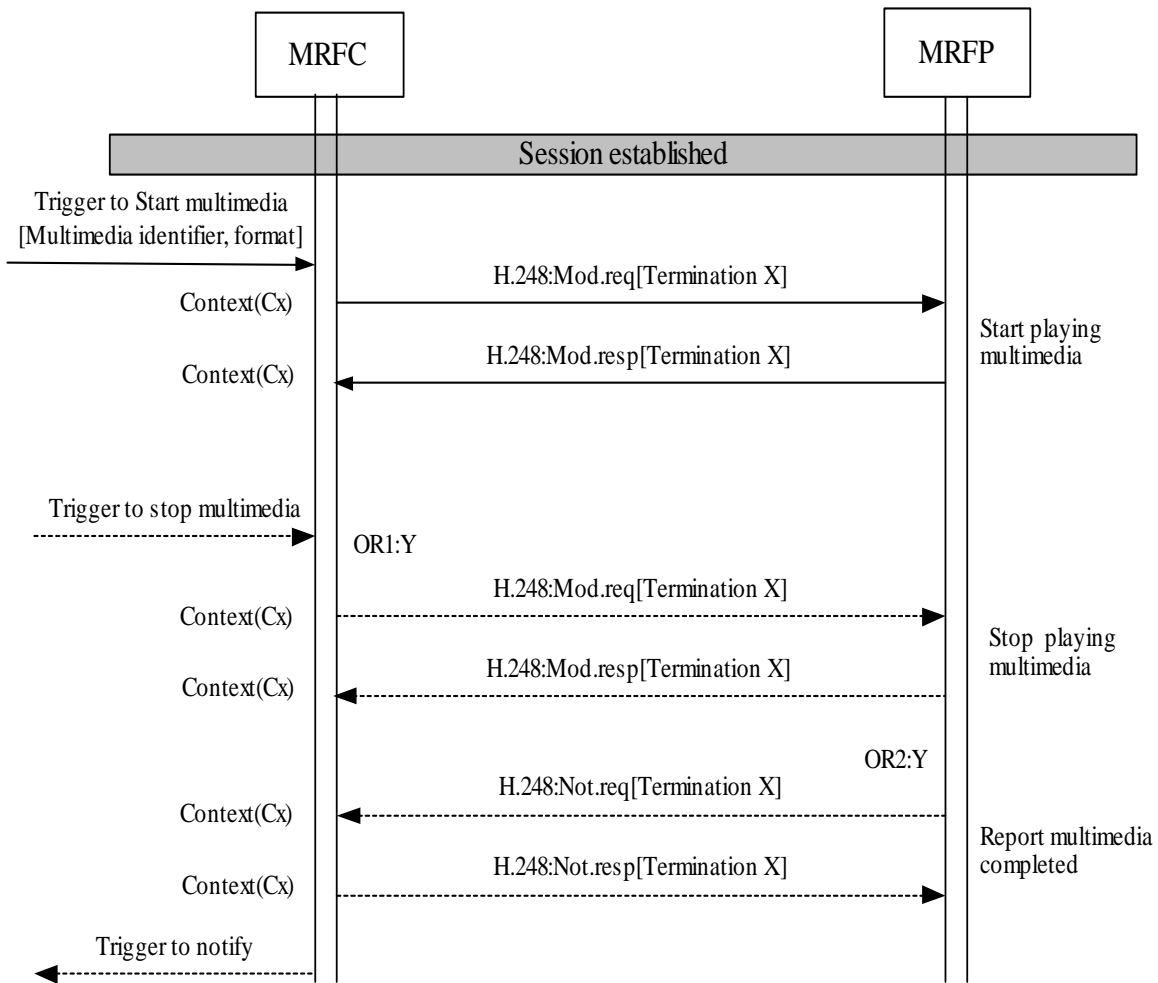 MRFC
MRFP
Session established
Trigger to Start multimedia
[Multimedia identifier, format]
H.248:Mod.req[Termination X]
Context(Cx)
Start playing
multimedia
H.248:Mod.resp[Termination X]
Context(Cx)
Trigger to stop multimedia
OR1:Y
H.248:Mod.req[Termination X]
Context(Cx)
Stop playing
multimedia
H.248:Mod.resp[Termination X]
Context(Cx)
OR2:Y
H.248:Not.req[Termination X]
Context(Cx)
Report multimedia
completed
H.248:Not.resp[Termination X]
Context(Cx)
Trigger to notify